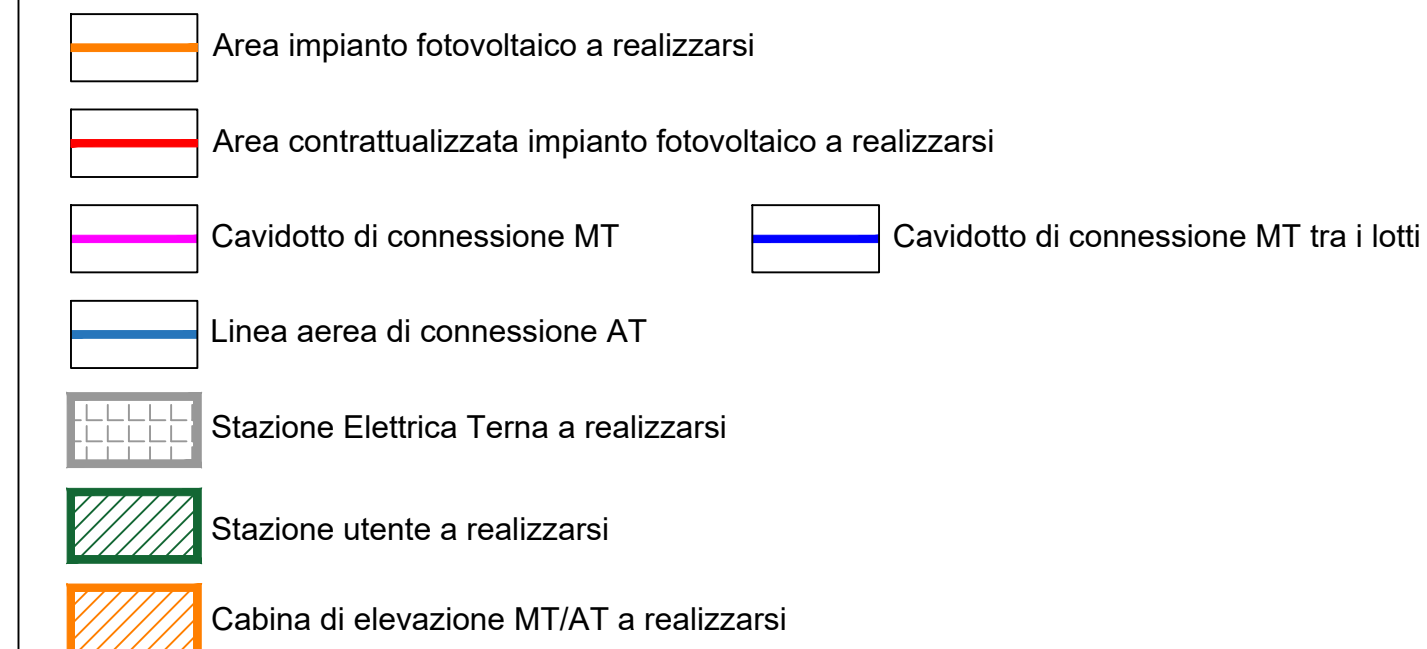 Area impianto fotovoltaico a realizzarsi
Area contrattualizzata impianto fotovoltaico a realizzarsi
Cavidotto di connessione MT
Cavidotto di connessione MT tra i lotti
Linea aerea di connessione AT
Stazione Elettrica Terna a realizzarsi
Stazione utente a realizzarsi
Cabina di elevazione MT/AT a realizzarsi